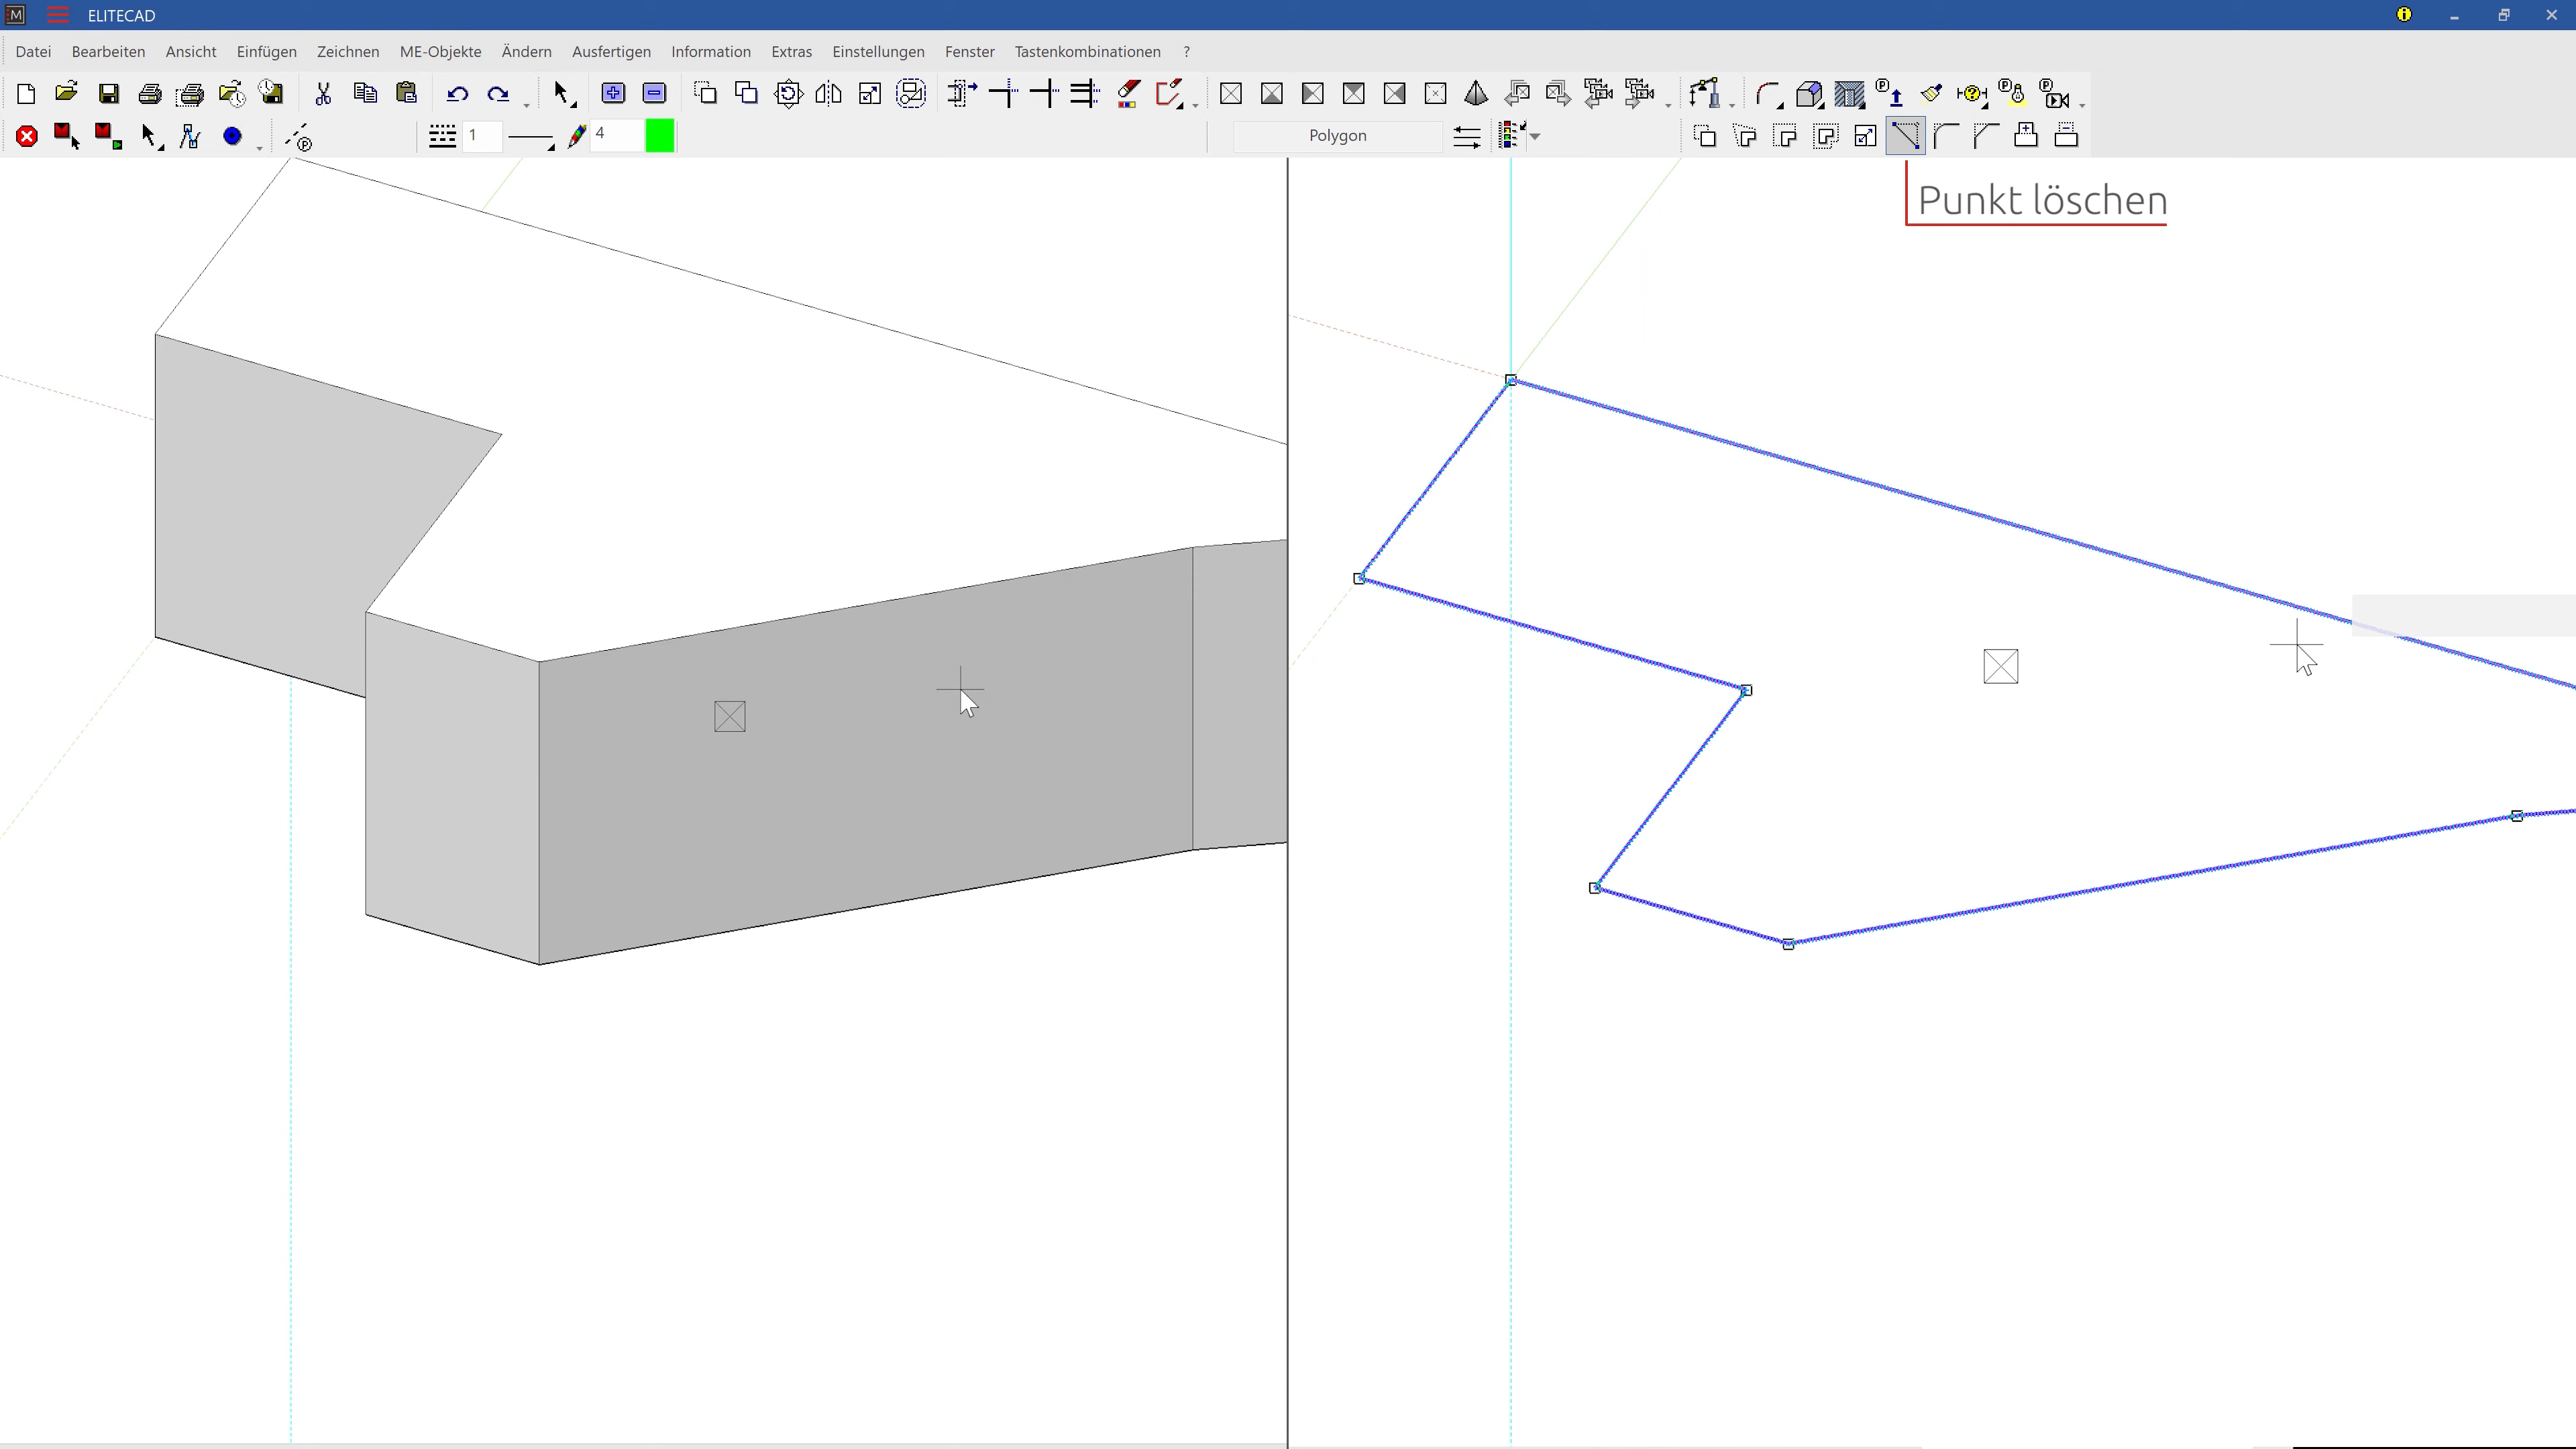 ELITECAD
Datei Bearbeiten Ansicht Einfügen Zeichnen ME-Objekte Ändern Ausfertigen Information Extras Einstellungen Fenster Tastenkombinationen ?
1 4 Polygon
Punkt löschen